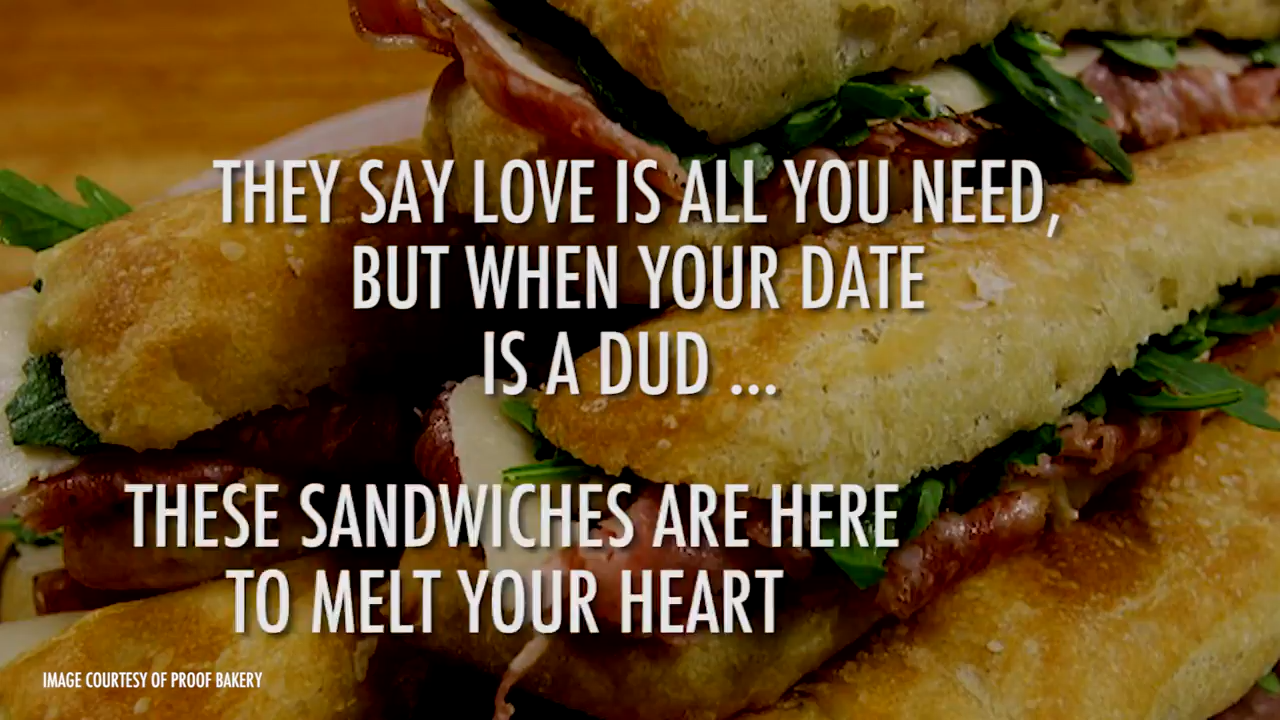 THEY SAY LOVE IS ALL YOU NEED,
BUT WHEN YOUR DATE
IS A DUD ...
THESE SANDWICHES ARE HERE
TO MELT YOUR HEART
IMAGE COURTESY OF PROOF BAKERY